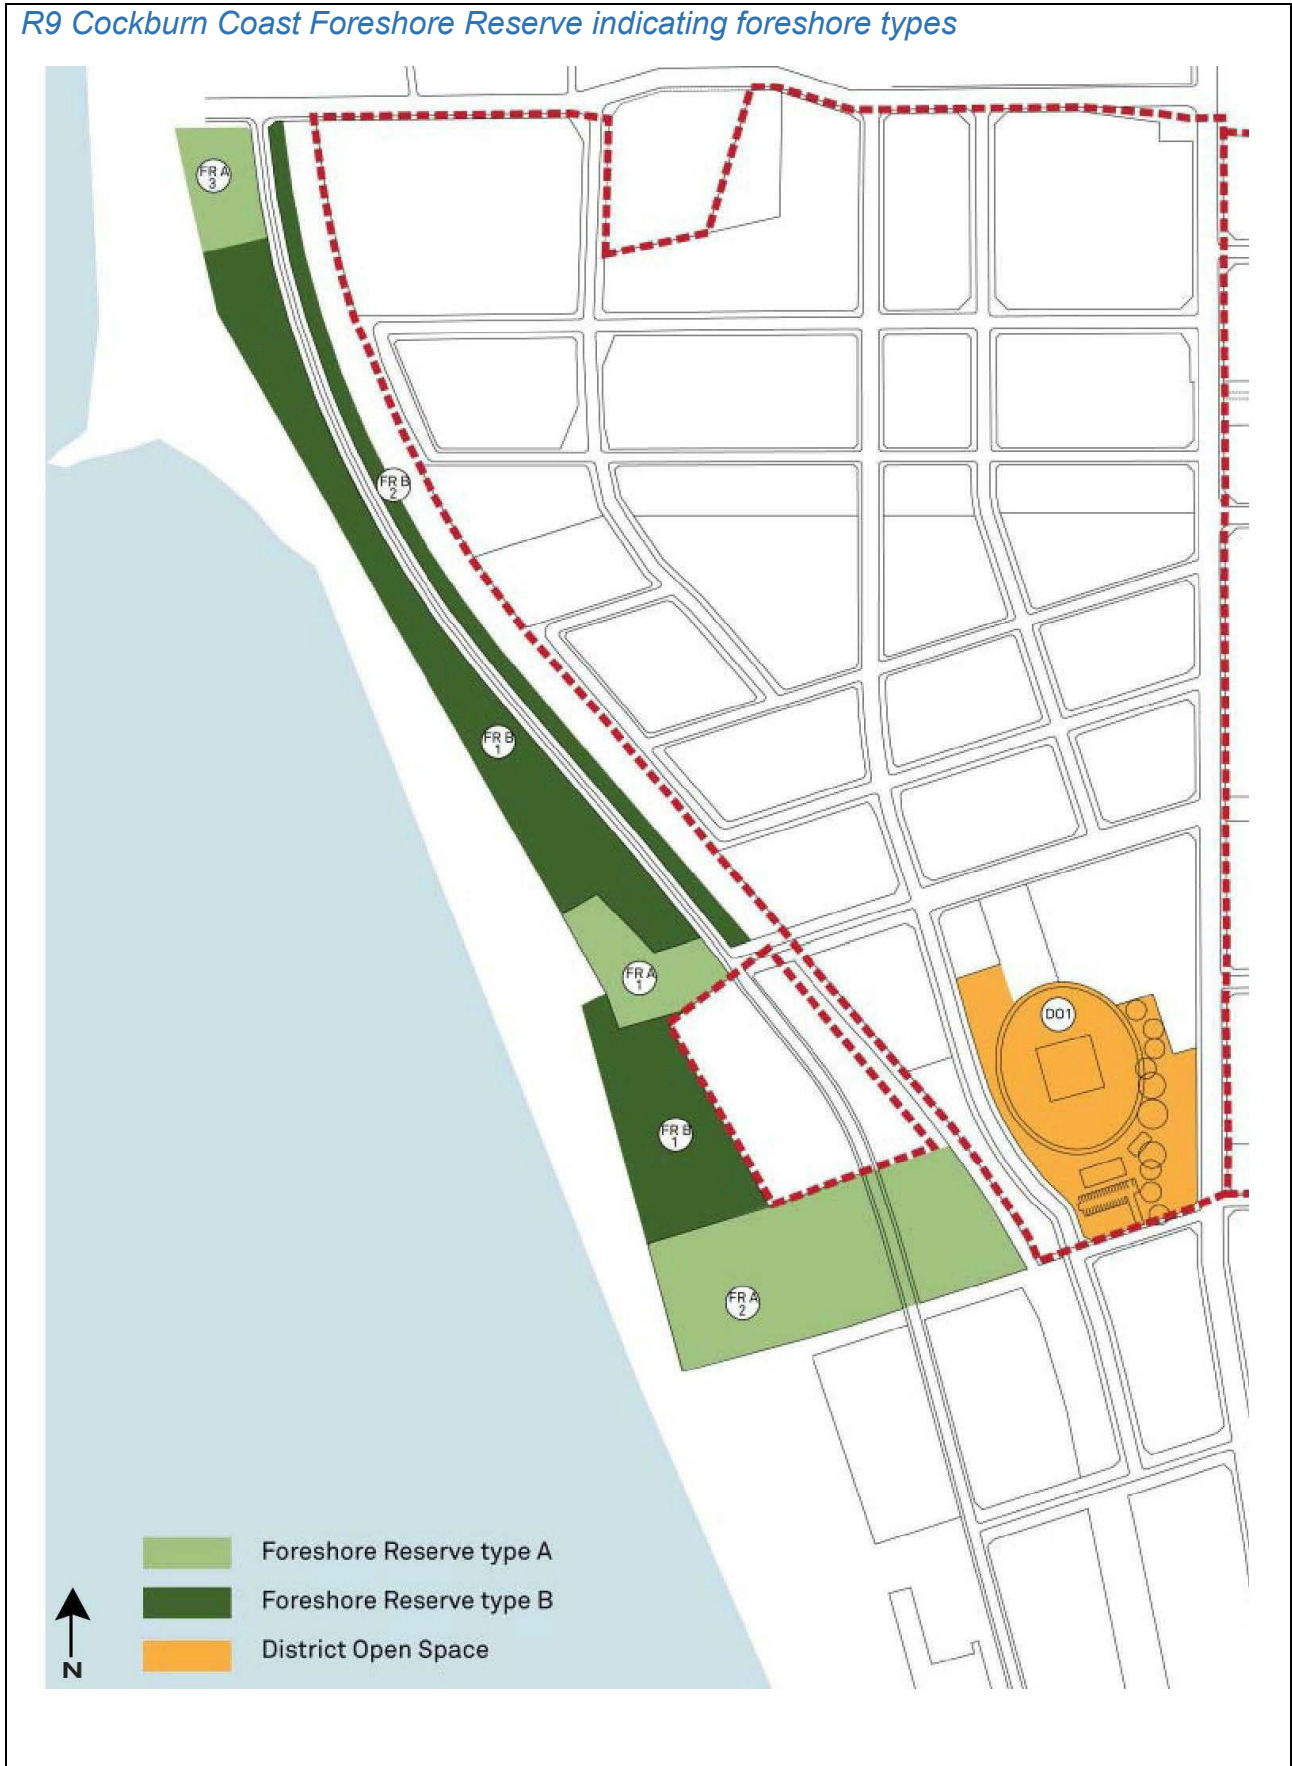 R9 Cockburn Coast Foreshore Reserve indicating foreshore types
FR A
3
FR B
2
FR B
1
FR A
1
DO1
FR B
1
FR A
2
Foreshore Reserve type A
Foreshore Reserve type B
District Open Space
N